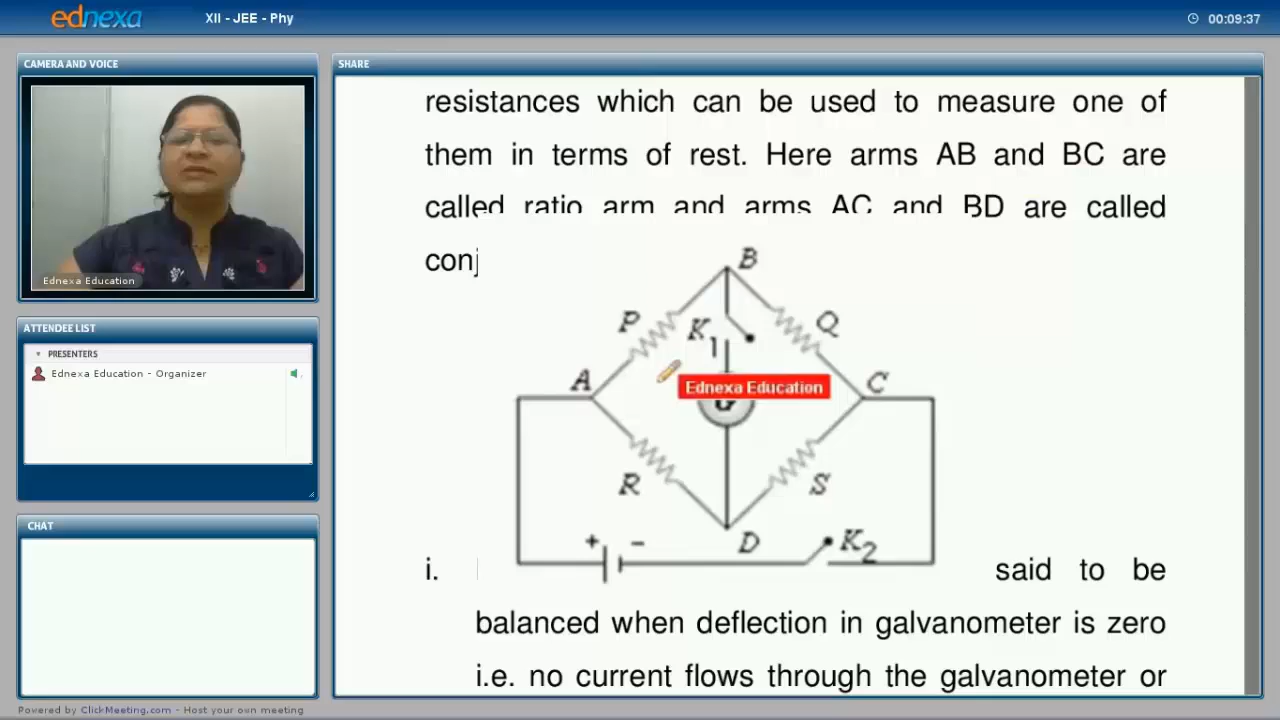 ednexa
XII - JEE - Phy
00:09:37
CAMERA AND VOICE
Ednexa Education
ATTENDEE LIST
PRESENTERS
Ednexa Education - Organizer
CHAT
Powered by ClickMeeting.com - Host your own meeting
SHARE
resistances which can be used to measure one of
them in terms of rest. Here arms AB and BC are
called ratio arm and arms AC and BD are called
conj
B
P
K1
Q
A
Ednexa Education
C
G
R
S
+ -
D
K2
i. said to be
balanced when deflection in galvanometer is zero
i.e. no current flows through the galvanometer or